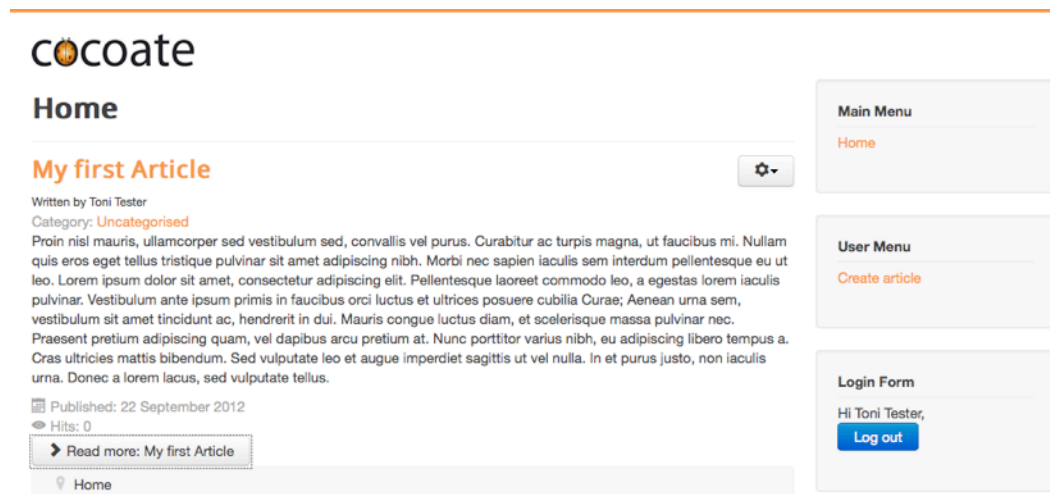 cocoate
Home
My first Article
Written by Toni Tester
Category: Uncategorised
Proin nisl mauris, ullamcorper sed vestibulum sed, convallis vel purus. Curabitur ac turpis magna, ut faucibus mi. Nullam
quis eros eget tellus tristique pulvinar sit amet adipiscing nibh. Morbi nec sapien iaculis sem interdum pellentesque eu ut
leo. Lorem ipsum dolor sit amet, consectetur adipiscing elit. Pellentesque laoreet commodo leo, a egestas lorem iaculis
pulvinar. Vestibulum ante ipsum primis in faucibus orci luctus et ultrices posuere cubilia Curae; Aenean urna sem,
vestibulum sit amet tincidunt ac, hendrerit in dui. Mauris congue luctus diam, et scelerisque massa pulvinar nec.
Praesent pretium adipiscing quam, vel dapibus arcu pretium at. Nunc porttitor varius nibh, eu adipiscing libero tempus a.
Cras ultricies mattis bibendum. Sed vulputate leo et augue imperdiet sagittis ut vel nulla. In et purus justo, non iaculis
urna. Donec a lorem lacus, sed vulputate tellus.
Published: 22 September 2012
Hits: 0
Read more: My first Article
Home
Main Menu
Home
User Menu
Create article
Login Form
Hi Toni Tester,
Log out